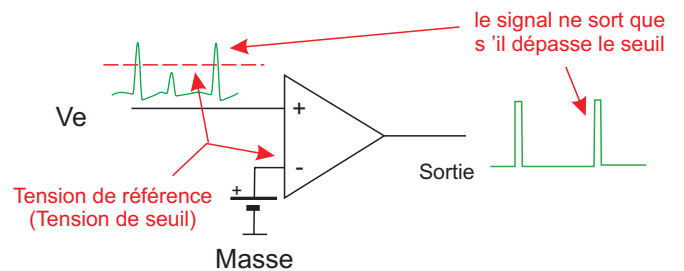 le signal ne sort que
s 'il dépasse le seuil
Ve
+
-
Sortie
Tension de référence
(Tension de seuil)
+
Masse